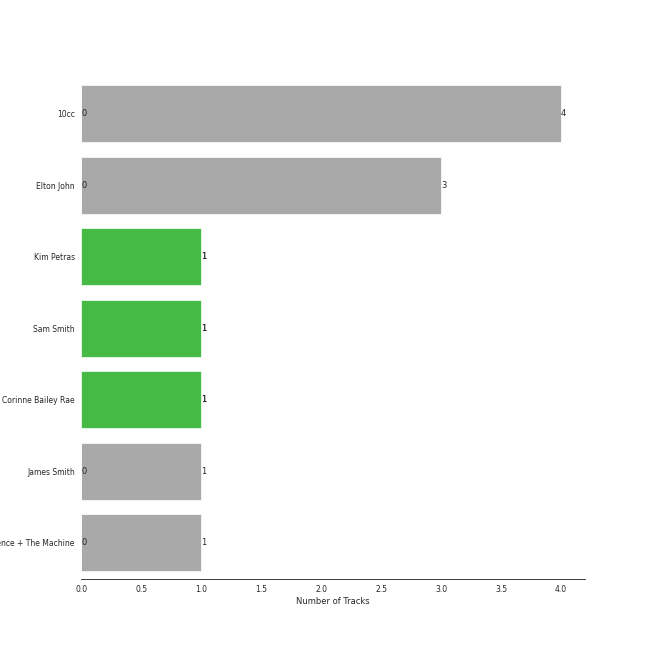 10cc 0 4
Elton John 0 3
Kim Petras 1
Sam Smith 1
Corinne Bailey Rae 1
James Smith 0 1
+ The Machine 0 1
0.0 0.5 1.0 1.5 2.0 2.5 3.0 3.5 4.0
Number of Tracks